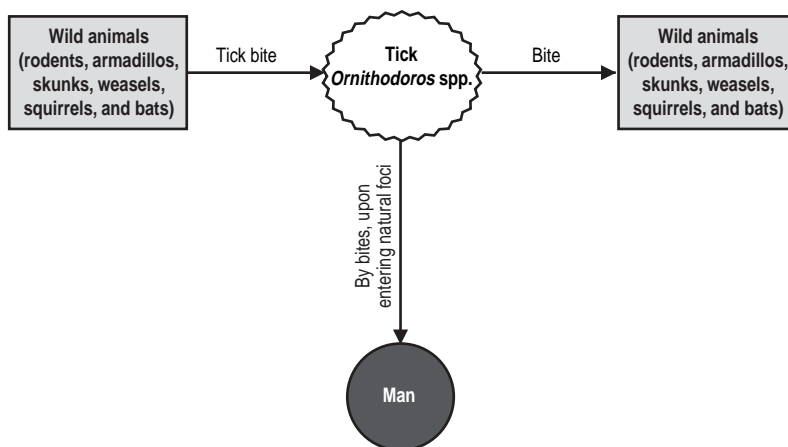 Wild animals
(rodents, armadillos,
skunks, weasels,
squirrels, and bats)
Tick bite
Tick
Ornithodoros spp.
Bite
Wild animals
(rodents, armadillos,
skunks, weasels,
squirrels, and bats)
By bites, upon
entering natural foci
Man